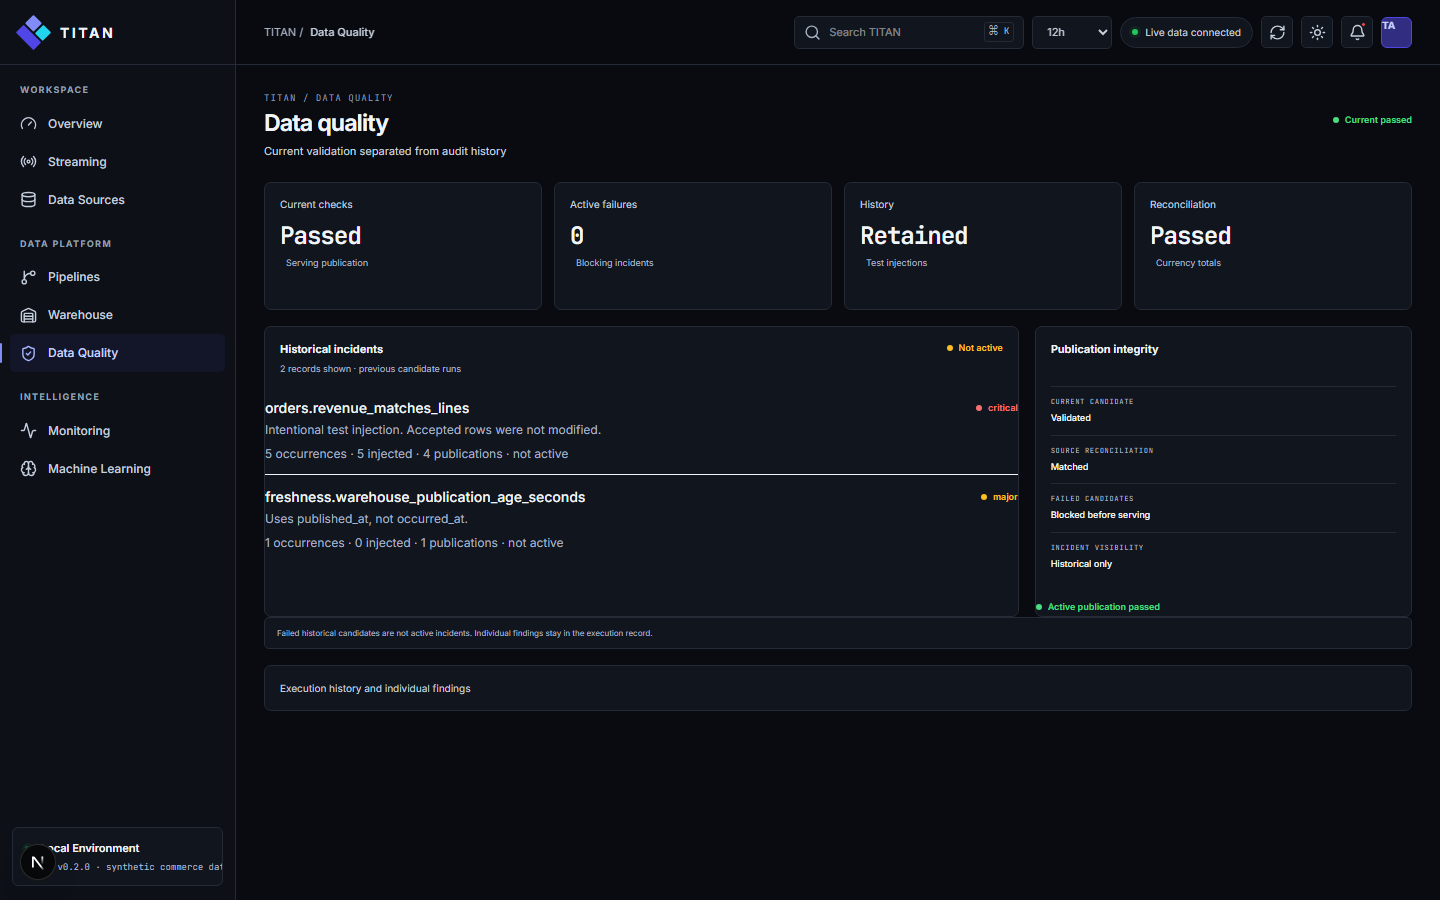 TITAN
TITAN / Data Quality
Search TITAN
⌘ K
12h
Live data connected
TA
WORKSPACE
Overview
Streaming
Data Sources
DATA PLATFORM
Pipelines
Warehouse
Data Quality
INTELLIGENCE
Monitoring
Machine Learning
TITAN / DATA QUALITY
Data quality
Current passed
Current validation separated from audit history
Current checks
Passed
Serving publication
Active failures
0
Blocking incidents
History
Retained
Test injections
Reconciliation
Passed
Currency totals
Historical incidents
Not active
2 records shown · previous candidate runs
orders.revenue_matches_lines
critical
Intentional test injection. Accepted rows were not modified.
5 occurrences · 5 injected · 4 publications · not active
freshness.warehouse_publication_age_seconds
major
Uses published_at, not occurred_at.
1 occurrences · 0 injected · 1 publications · not active
Publication integrity
CURRENT CANDIDATE
Validated
SOURCE RECONCILIATION
Matched
FAILED CANDIDATES
Blocked before serving
INCIDENT VISIBILITY
Historical only
Active publication passed
Failed historical candidates are not active incidents. Individual findings stay in the execution record.
Execution history and individual findings
ocal Environment
N
v0.2.0 · synthetic commerce dat